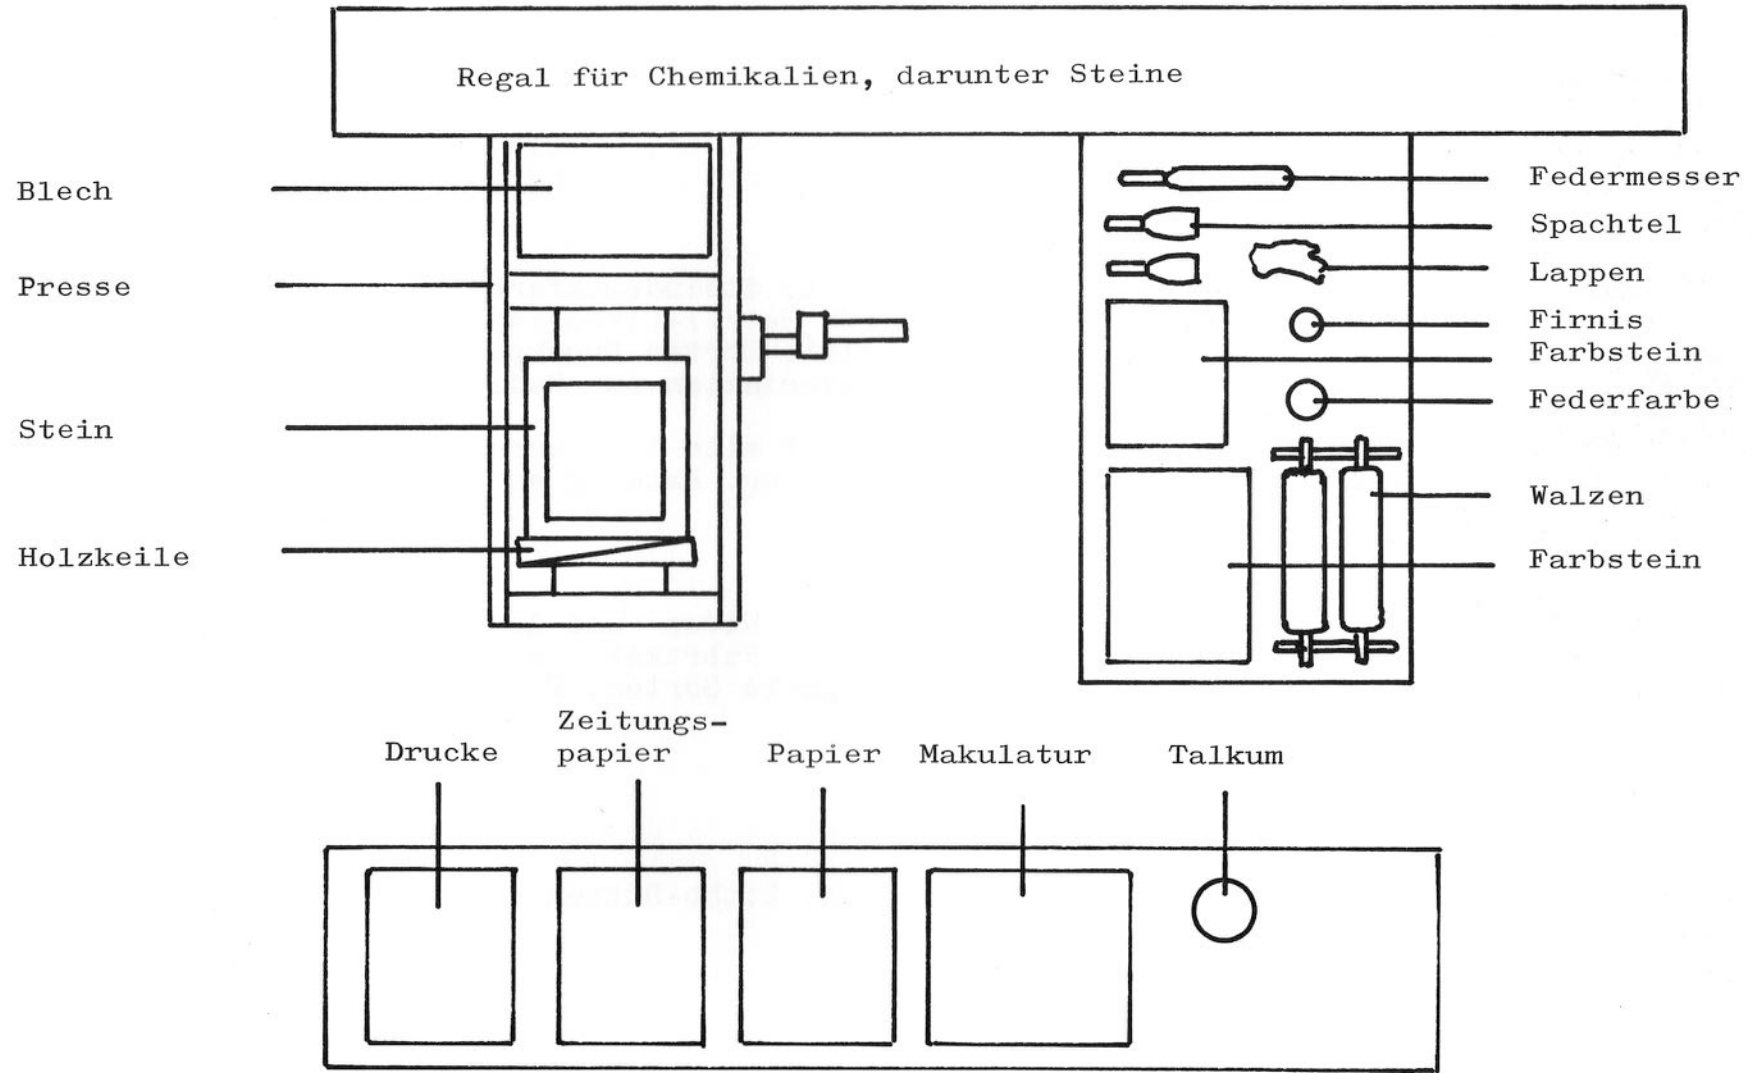 Regal für Chemikalien, darunter Steine
Blech
Presse
Stein
Holzkeile
Federmesser
Spachtel
Lappen
Firnis
Farbstein
Federfarbe
Walzen
Farbstein
Drucke
Zeitungs-
papier
Papier
Makulatur
Talkum